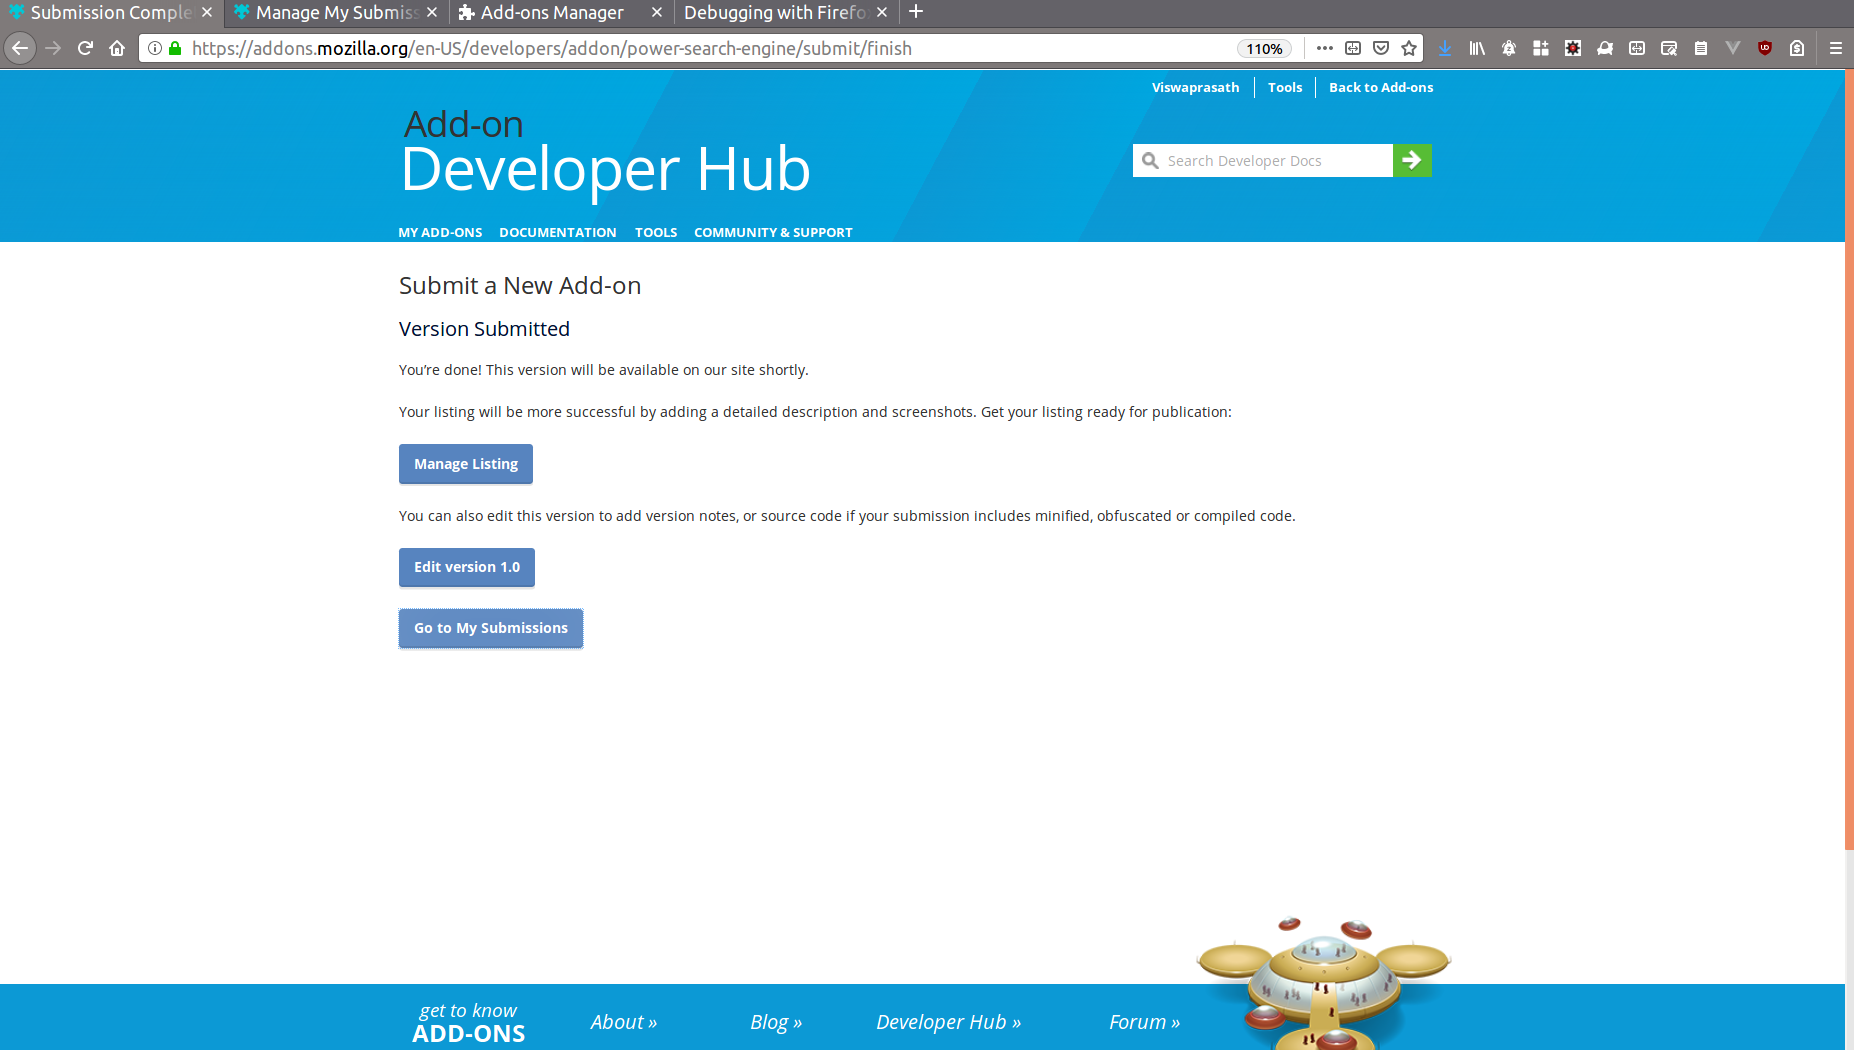 Submission Comple
Manage My Submiss
Add-ons Manager
Debugging with Firefo
https://addons.mozilla.org/en-US/developers/addon/power-search-engine/submit/finish
110%
Viswaprasath
Tools
Back to Add-ons
Add-on
Developer Hub
Search Developer Docs
MY ADD-ONS
DOCUMENTATION
TOOLS
COMMUNITY & SUPPORT
Submit a New Add-on
Version Submitted
You’re done! This version will be available on our site shortly.
Your listing will be more successful by adding a detailed description and screenshots. Get your listing ready for publication:
Manage Listing
You can also edit this version to add version notes, or source code if your submission includes minified, obfuscated or compiled code.
Edit version 1.0
Go to My Submissions
get to know
ADD-ONS
About »
Blog »
Developer Hub »
Forum »